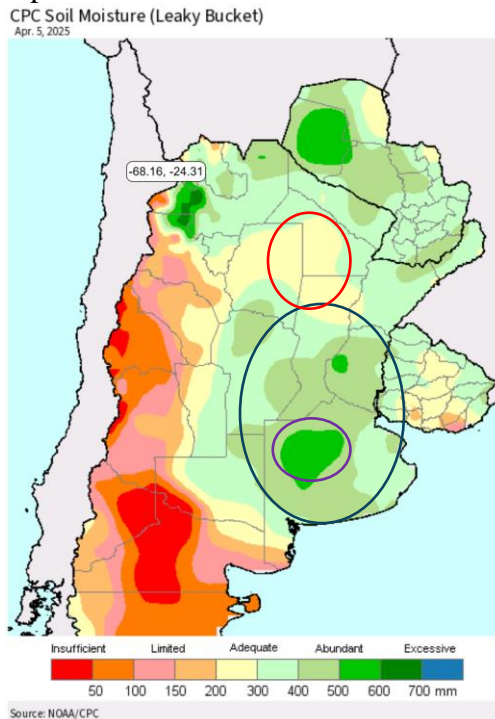 CPC Soil Moisture (Leaky Bucket)
Apr. 5, 2025
-68.16, -24.31
Insufficient Limited Adequate Abundant Excessive
50 100 150 200 300 400 500 600 700 mm
Source: NOAA/CPC